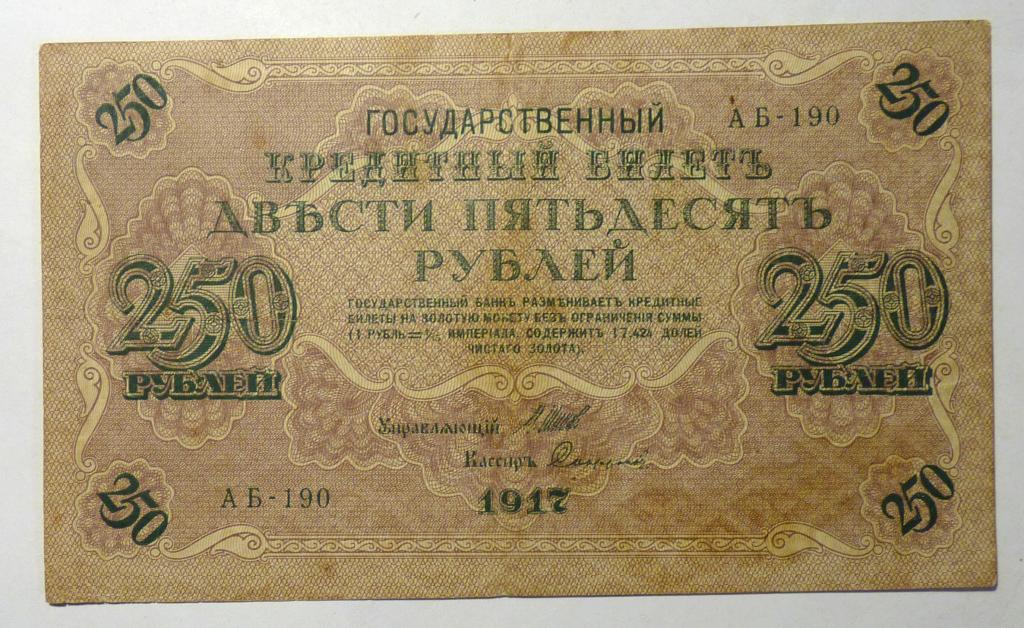 250 250
ГОСУДАРСТВЕННЫЙ АБ-190
КРЕДИТНЫЙ БИЛЕТЪ
ДВѢСТИ ПЯТЬДЕСЯТЪ
РУБЛЕЙ
250 РУБЛЕЙ
ГОСУДАРСТВЕННЫЙ БАНКЪ РАЗМѢНИВАЕТЪ КРЕДИТНЫЕ
БИЛЕТЫ НА ЗОЛОТУЮ МОНЕТУ БЕЗЪ ОГРАНИЧЕНІЯ СУММЫ
(1 РУБЛЬ = 1/15 ИМПЕРІАЛА, СОДЕРЖИТЪ 17,424 ДОЛЕЙ
ЧИСТАГО ЗОЛОТА).
250 РУБЛЕЙ
Управляющій
Кассиръ
АБ-190 1917
250 250